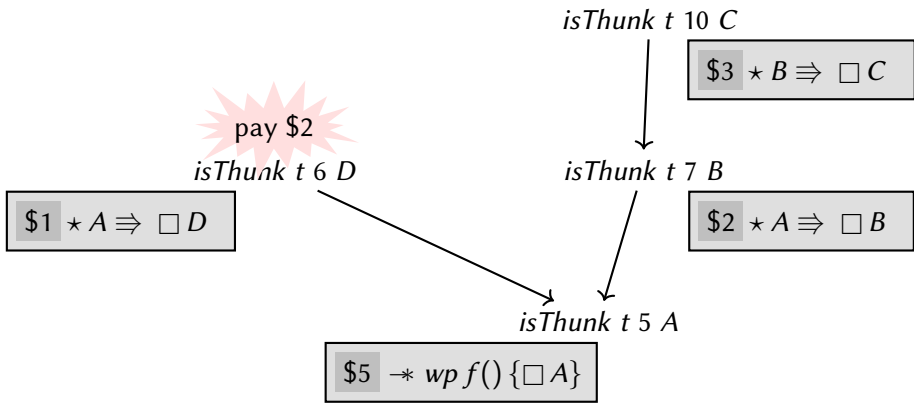 isThunk t 10 C
$3 ⋆ B ⇛ □ C
pay $2
isThunk t 6 D
isThunk t 7 B
$1 ⋆ A ⇛ □ D
$2 ⋆ A ⇛ □ B
isThunk t 5 A
$5 -⋆ wp f() {□ A}